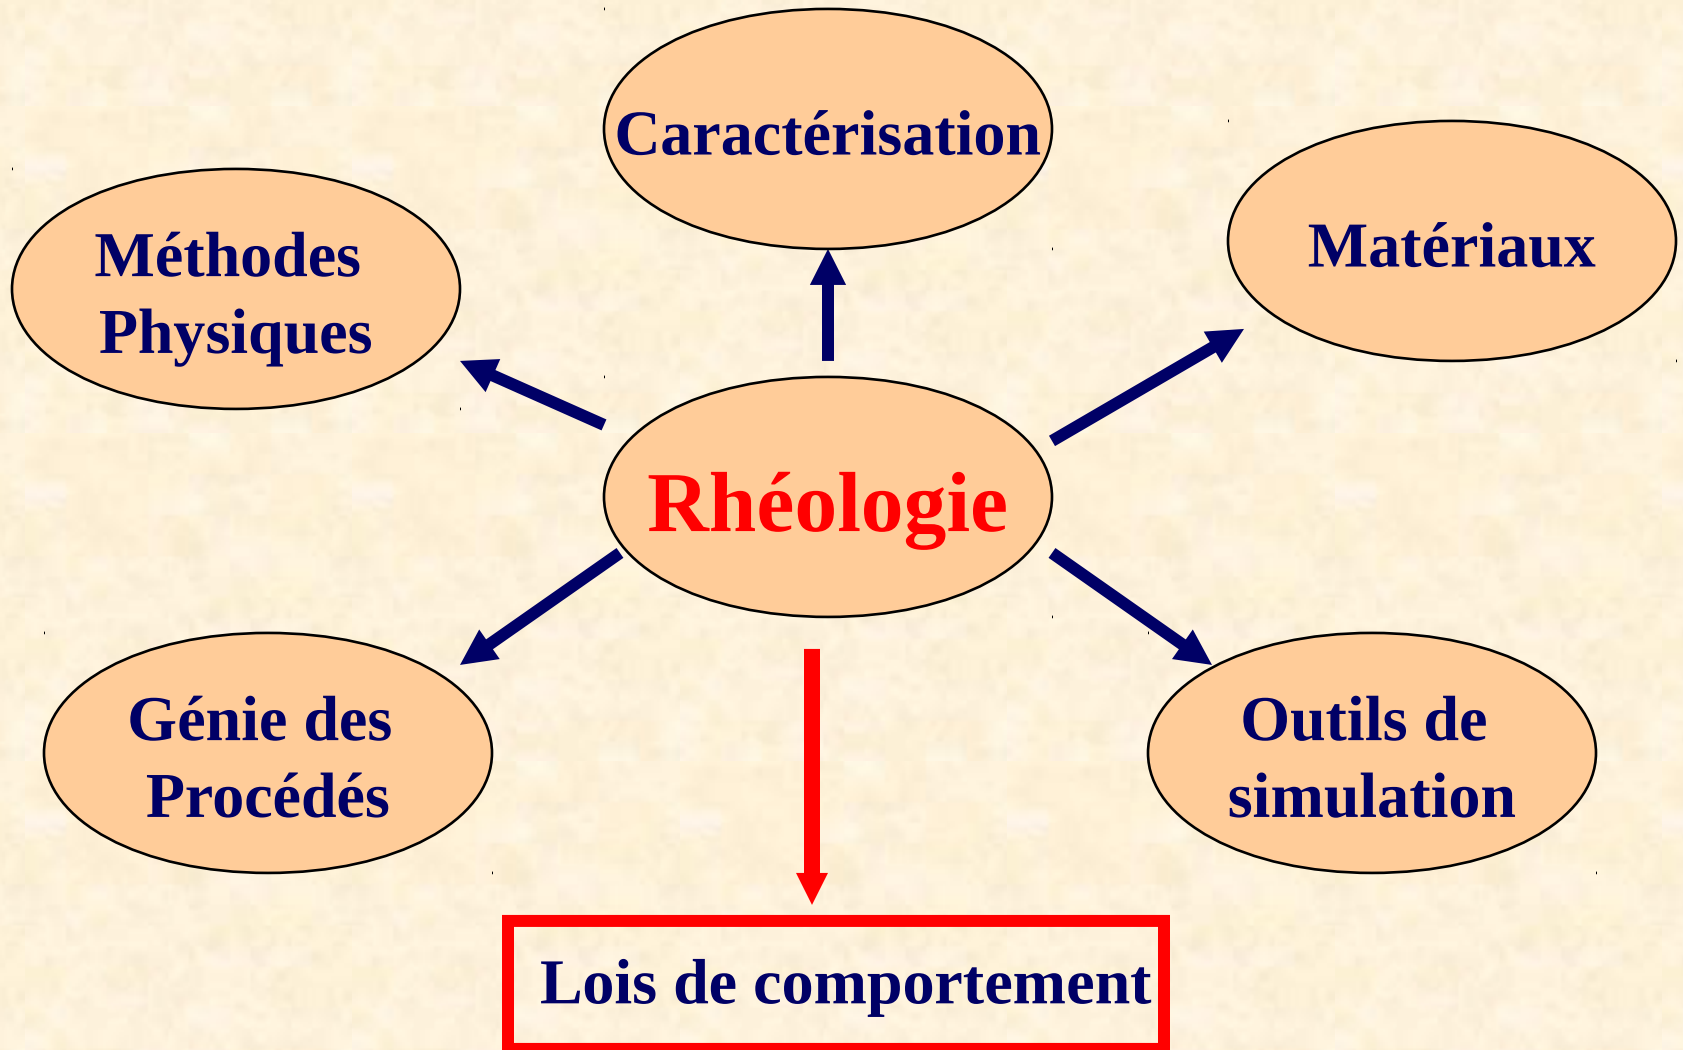 Caractérisation
Méthodes
Physiques
Matériaux
Rhéologie
Génie des
Procédés
Outils de
simulation
Lois de comportement